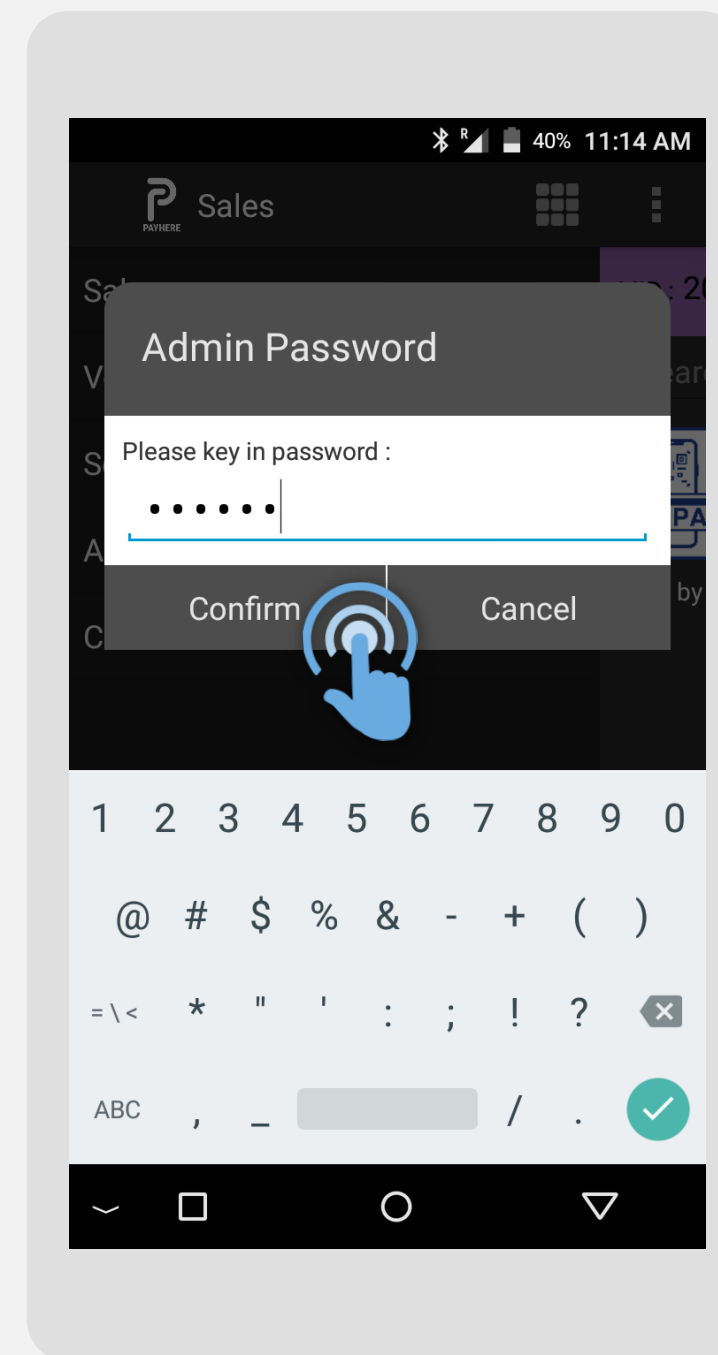 R 40% 11:14 AM
PAYHERE Sales
Admin Password
Please key in password :
••••••
Confirm Cancel
by
1 2 3 4 5 6 7 8 9 0
@ # $ % & - + ( )
= \ < * " ' : ; ! ?
ABC , _ / .